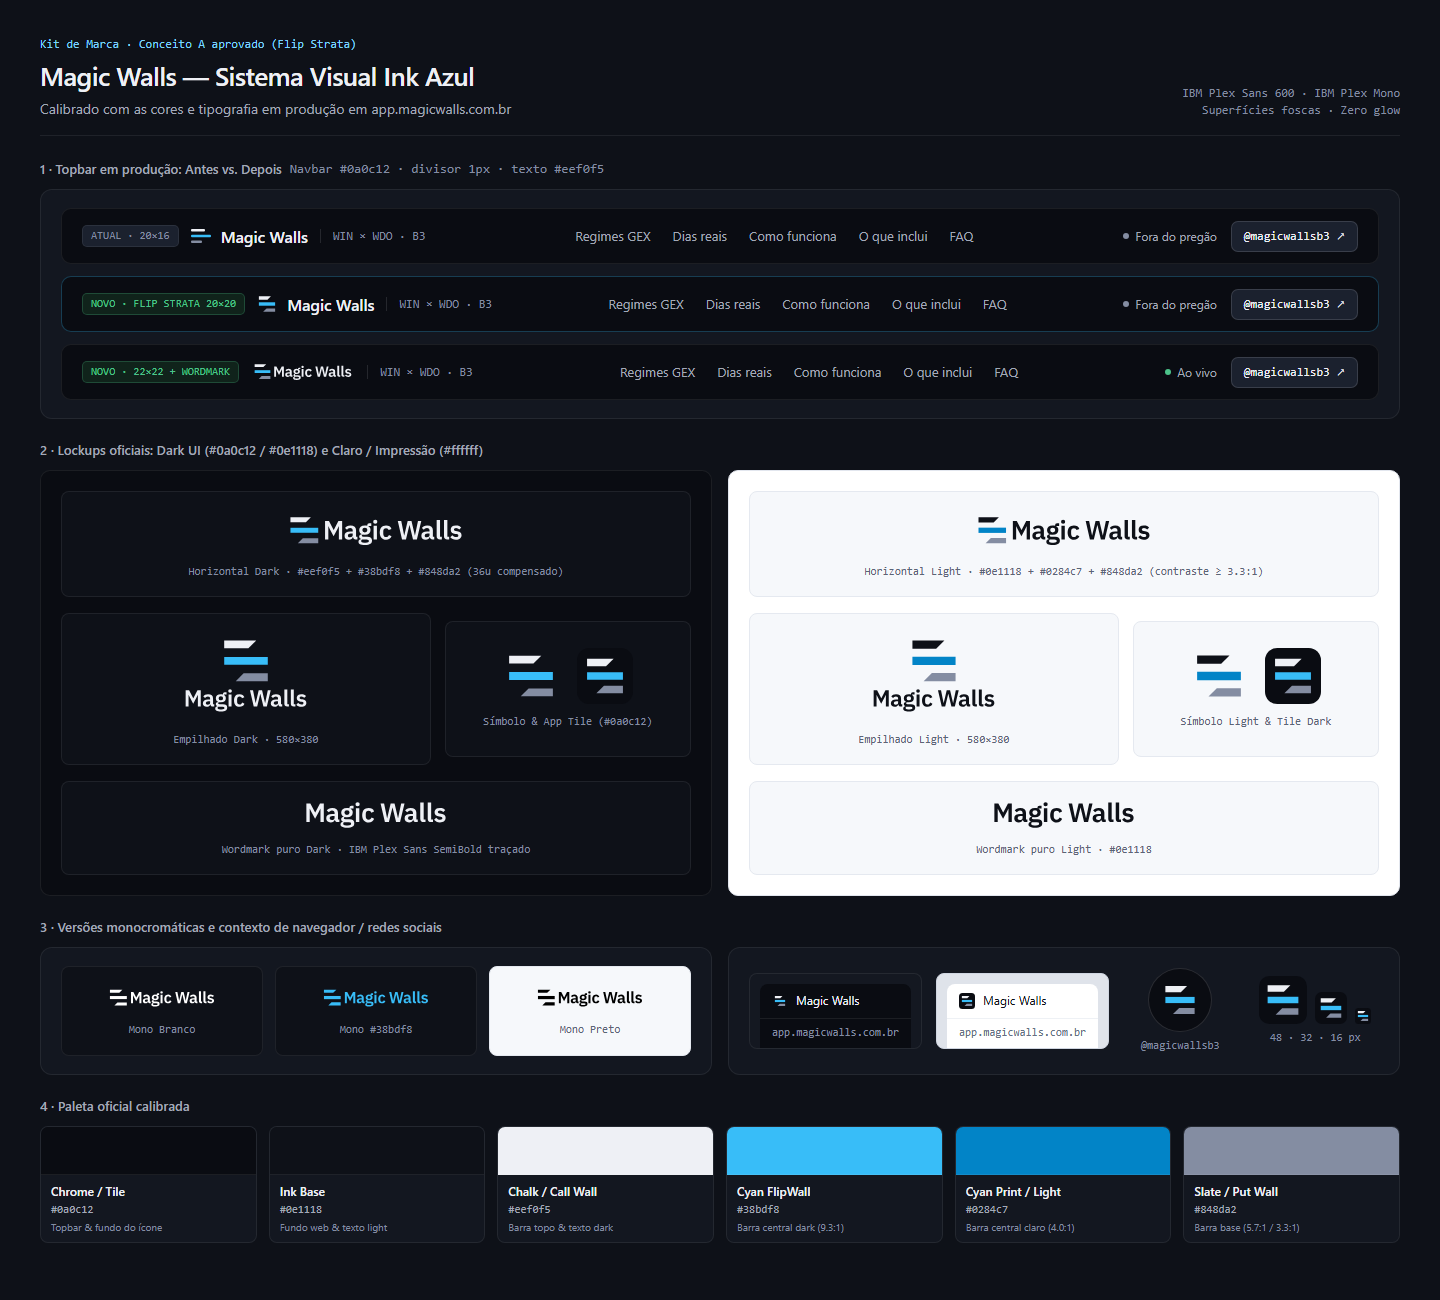 Kit de Marca · Conceito A aprovado (Flip Strata)
Magic Walls — Sistema Visual Ink Azul
Calibrado com as cores e tipografia em produção em app.magicwalls.com.br
IBM Plex Sans 600 · IBM Plex Mono
Superfícies foscas · Zero glow
1 · Topbar em produção: Antes vs. Depois Navbar #0a0c12 · divisor 1px · texto #eef0f5
ATUAL · 20×16 Magic Walls WIN × WDO · B3 Regimes GEX Dias reais Como funciona O que inclui FAQ Fora do pregão @magicwallsb3 ↗
NOVO · FLIP STRATA 20×20 Magic Walls WIN × WDO · B3 Regimes GEX Dias reais Como funciona O que inclui FAQ Fora do pregão @magicwallsb3 ↗
NOVO · 22×22 + WORDMARK Magic Walls WIN × WDO · B3 Regimes GEX Dias reais Como funciona O que inclui FAQ Ao vivo @magicwallsb3 ↗
2 · Lockups oficiais: Dark UI (#0a0c12 / #0e1118) e Claro / Impressão (#ffffff)
Magic Walls
Horizontal Dark · #eef0f5 + #38bdf8 + #848da2 (36u compensado)
Magic Walls
Empilhado Dark · 580×380
Símbolo & App Tile (#0a0c12)
Magic Walls
Wordmark puro Dark · IBM Plex Sans SemiBold traçado
Magic Walls
Horizontal Light · #0e1118 + #0284c7 + #848da2 (contraste ≥ 3.3:1)
Magic Walls
Empilhado Light · 580×380
Símbolo Light & Tile Dark
Magic Walls
Wordmark puro Light · #0e1118
3 · Versões monocromáticas e contexto de navegador / redes sociais
Magic Walls
Mono Branco
Magic Walls
Mono #38bdf8
Magic Walls
Mono Preto
Magic Walls
app.magicwalls.com.br
Magic Walls
app.magicwalls.com.br
@magicwallsb3
48 · 32 · 16 px
4 · Paleta oficial calibrada
Chrome / Tile
#0a0c12
Topbar & fundo do ícone
Ink Base
#0e1118
Fundo web & texto light
Chalk / Call Wall
#eef0f5
Barra topo & texto dark
Cyan FlipWall
#38bdf8
Barra central dark (9.3:1)
Cyan Print / Light
#0284c7
Barra central claro (4.0:1)
Slate / Put Wall
#848da2
Barra base (5.7:1 / 3.3:1)